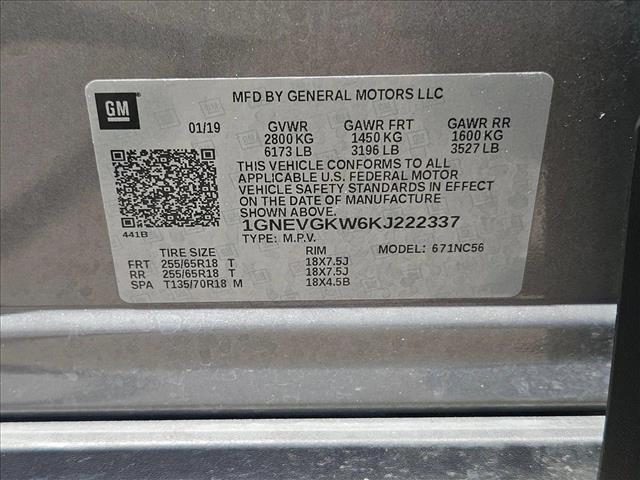 GM
MFD BY GENERAL MOTORS LLC
01/19 GVWR GAWR FRT GAWR RR
2800 KG 1450 KG 1600 KG
6173 LB 3196 LB 3527 LB
THIS VEHICLE CONFORMS TO ALL
APPLICABLE U.S. FEDERAL MOTOR
VEHICLE SAFETY STANDARDS IN EFFECT
ON THE DATE OF MANUFACTURE
SHOWN ABOVE.
1GNEVGKW6KJ222337
441B
TYPE: M.P.V.
TIRE SIZE RIM MODEL: 671NC56
FRT 255/65R18 T 18X7.5J
RR 255/65R18 T 18X7.5J
SPA T135/70R18 M 18X4.5B